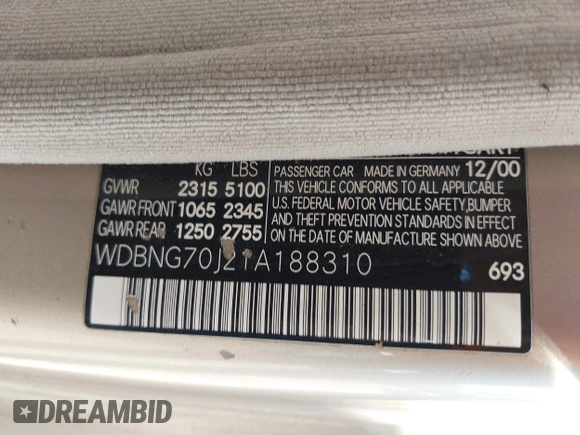 KG LBS
GVWR 2315 5100
GAWR FRONT 1065 2345
GAWR REAR 1250 2755
PASSENGER CAR MADE IN GERMANY 12/00
THIS VEHICLE CONFORMS TO ALL APPLICABLE
U.S. FEDERAL MOTOR VEHICLE SAFETY,BUMPER
AND THEFT PREVENTION STANDARDS IN EFFECT
ON THE DATE OF MANUFACTURE SHOWN ABOVE
WDBNG70J21A188310
693
DREAMBID